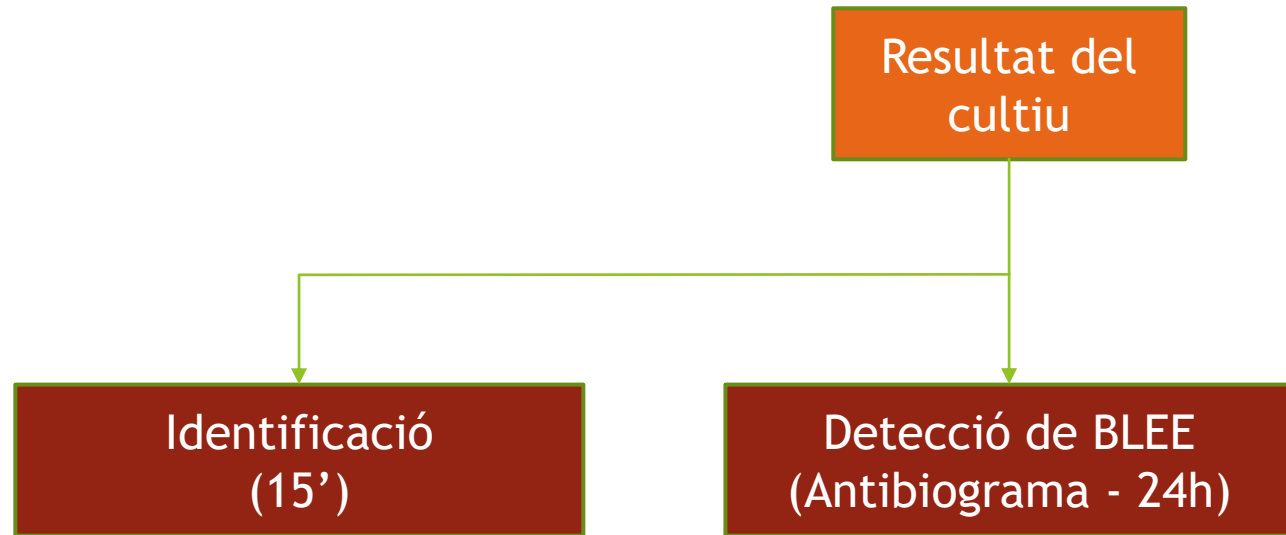 Resultat del
cultiu
Identificació
(15’)
Detecció de BLEE
(Antibiograma - 24h)